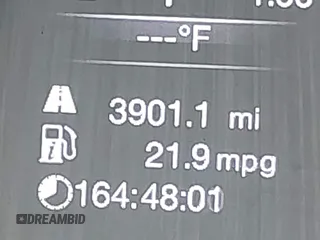 ---°F
3901.1 mi
21.9 mpg
164:48:01
DREAMBID